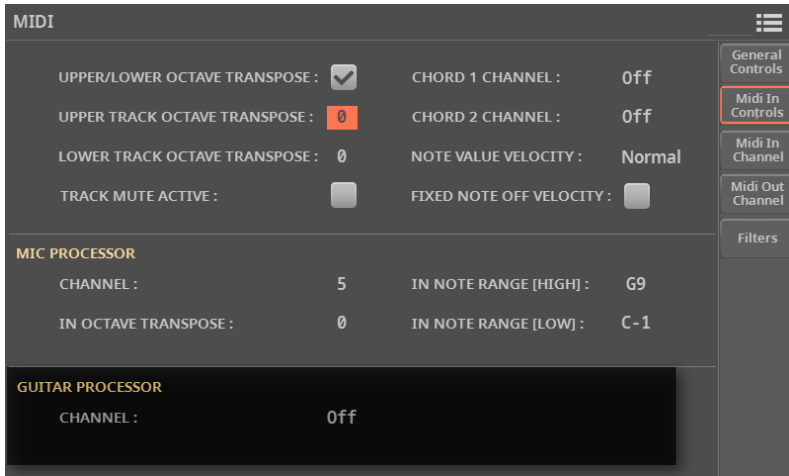 MIDI
UPPER/LOWER OCTAVE TRANSPOSE :
CHORD 1 CHANNEL : Off
UPPER TRACK OCTAVE TRANSPOSE : 0
CHORD 2 CHANNEL : Off
LOWER TRACK OCTAVE TRANSPOSE : 0
NOTE VALUE VELOCITY : Normal
TRACK MUTE ACTIVE :
FIXED NOTE OFF VELOCITY :
MIC PROCESSOR
CHANNEL : 5
IN NOTE RANGE [HIGH] : G9
IN OCTAVE TRANSPOSE : 0
IN NOTE RANGE [LOW] : C-1
GUITAR PROCESSOR
CHANNEL : Off
General
Controls
Midi In
Controls
Midi In
Channel
Midi Out
Channel
Filters